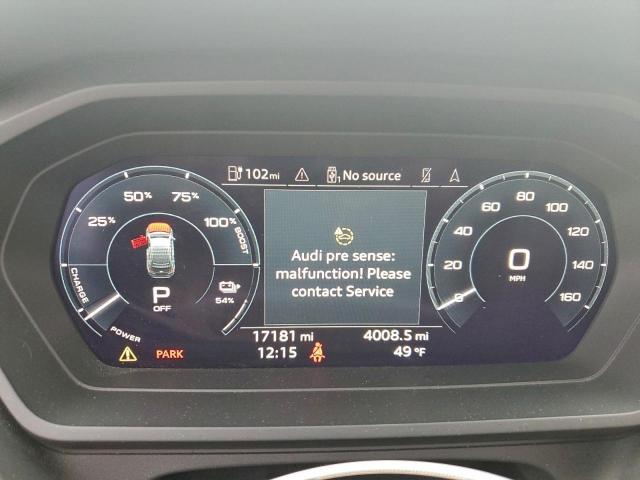 102mi
1 No source
25%
50%
75%
100%
BOOST
CHARGE
POWER
P
OFF
54%
Audi pre sense:
malfunction! Please
contact Service
0
20
40
60
80
100
120
140
160
0
MPH
17181 mi
4008.5 mi
PARK
12:15
49 °F